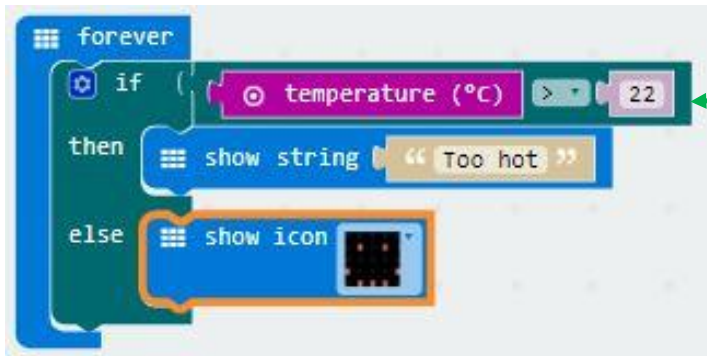 forever
if temperature (°C) > 22
then show string “ Too hot ”
else show icon